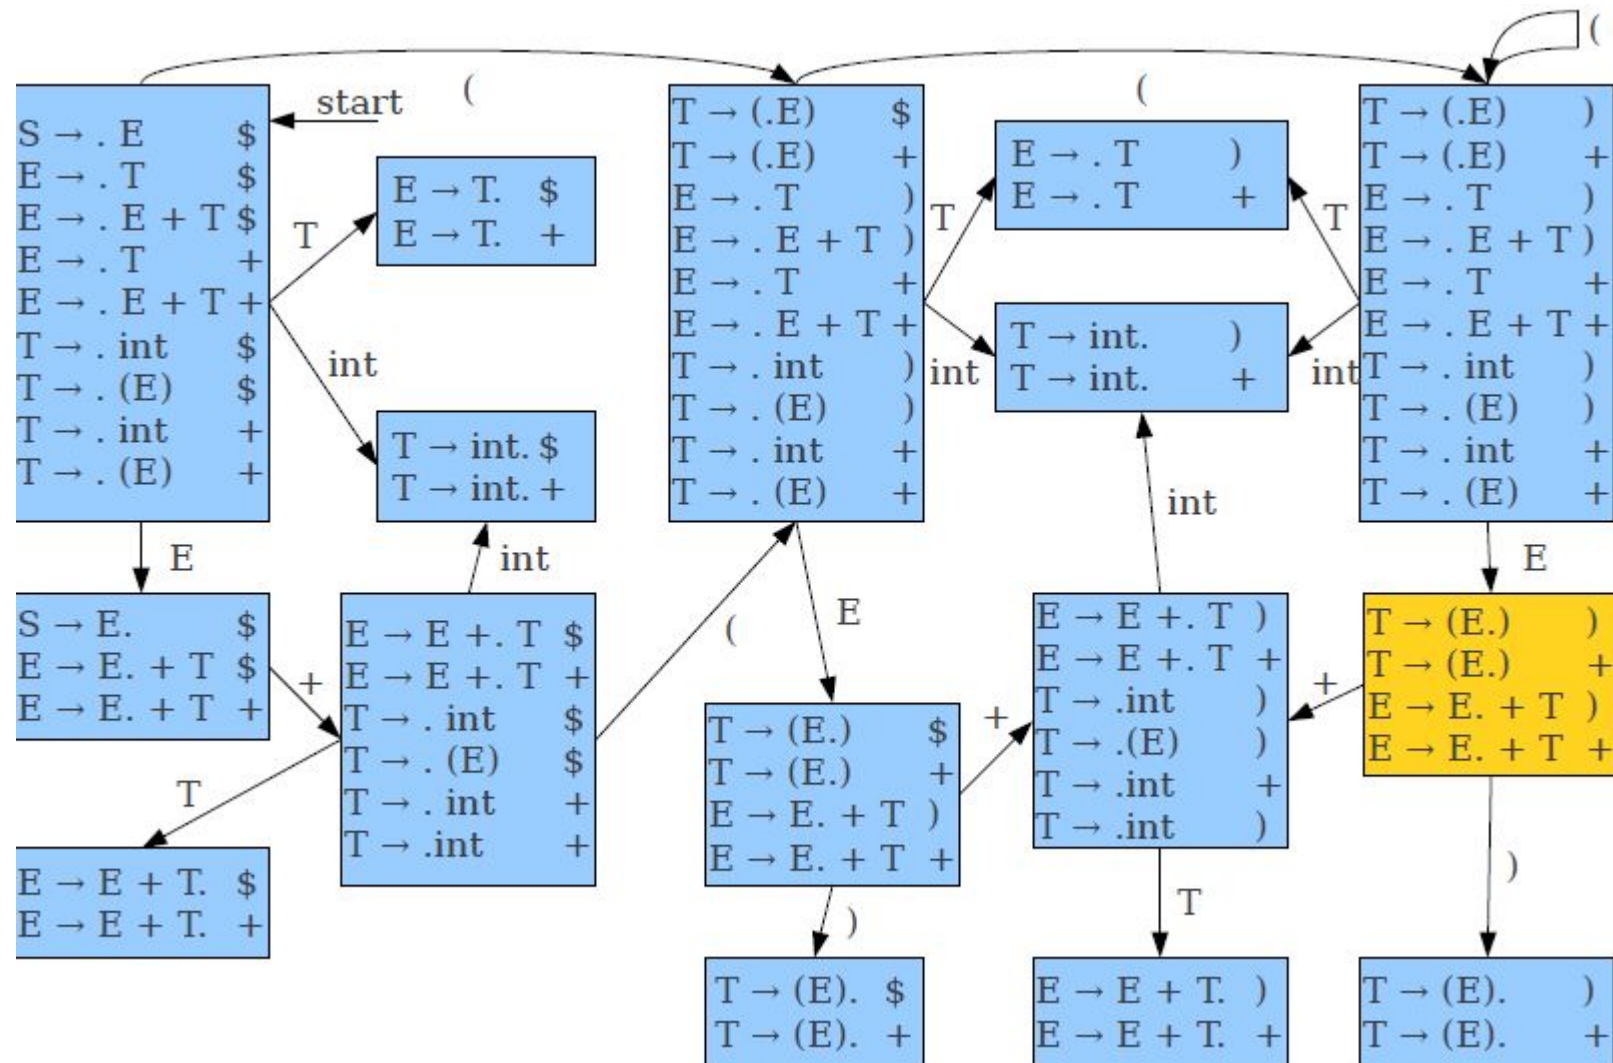 (
(
(
start
S → . E $
E → . T $
E → . E + T $
E → . T +
E → . E + T +
T → . int $
T → . (E) $
T → . int +
T → . (E) +
T
E → T. $
E → T. +
int
T → int. $
T → int. +
T → (.E) $
T → (.E) +
E → . T )
E → . E + T )
E → . T +
E → . E + T +
T → . int )
T → . (E) )
T → . int +
T → . (E) +
T
E → . T )
E → . T +
T
int
T → int. )
T → int. +
int
T → (.E) )
T → (.E) +
E → . T )
E → . E + T )
E → . T +
E → . E + T +
T → . int )
T → . (E) )
T → . int +
T → . (E) +
E
int
(
E
int
E
S → E. $
E → E. + T $
E → E. + T +
+
E → E +. T $
E → E +. T +
T → . int $
T → . (E) $
T → . int +
T → .int +
T
E → E + T. $
E → E + T. +
T → (E.) $
T → (E.) +
E → E. + T )
E → E. + T +
+
E → E +. T )
E → E +. T +
T → .int )
T → .(E) )
T → .int +
T → .int )
+
T → (E.) )
T → (E.) +
E → E. + T )
E → E. + T +
)
T
)
T → (E). $
T → (E). +
E → E + T. )
E → E + T. +
T → (E). )
T → (E). +